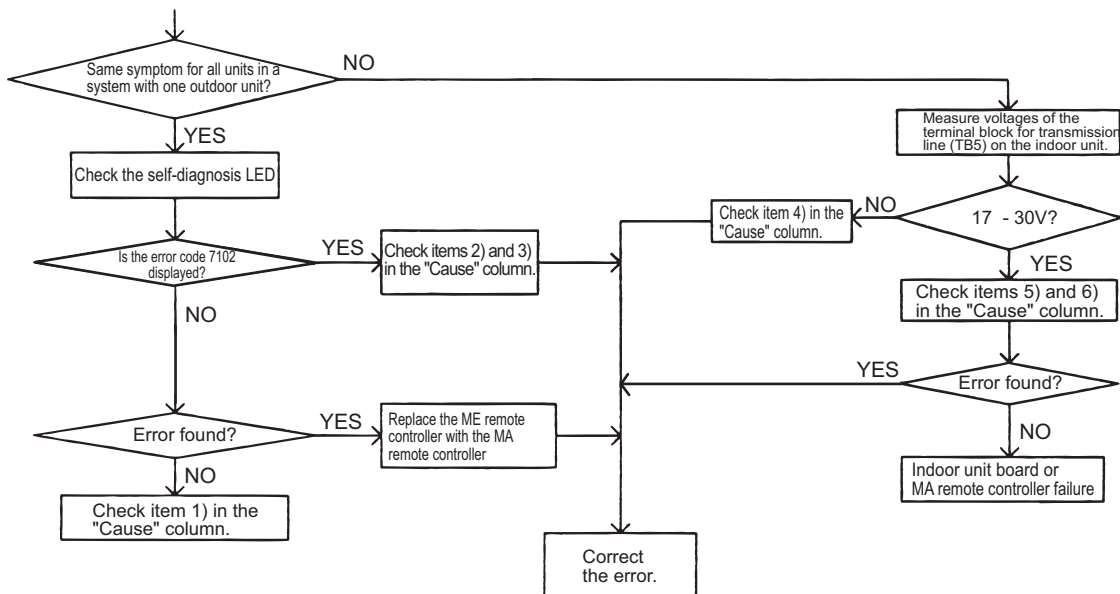 Same symptom for all units in a
system with one outdoor unit?
NO
YES
Measure voltages of the
terminal block for transmission
line (TB5) on the indoor unit.
Check the self-diagnosis LED
17 - 30V?
NO
Check item 4) in the
"Cause" column.
YES
Is the error code 7102
displayed?
YES
Check items 2) and 3)
in the "Cause" column.
Check items 5) and 6)
in the "Cause" column.
NO
YES
Error found?
NO
Error found?
YES
Replace the ME remote
controller with the MA
remote controller
NO
Indoor unit board or
MA remote controller failure
Check item 1) in the
"Cause" column.
Correct
the error.